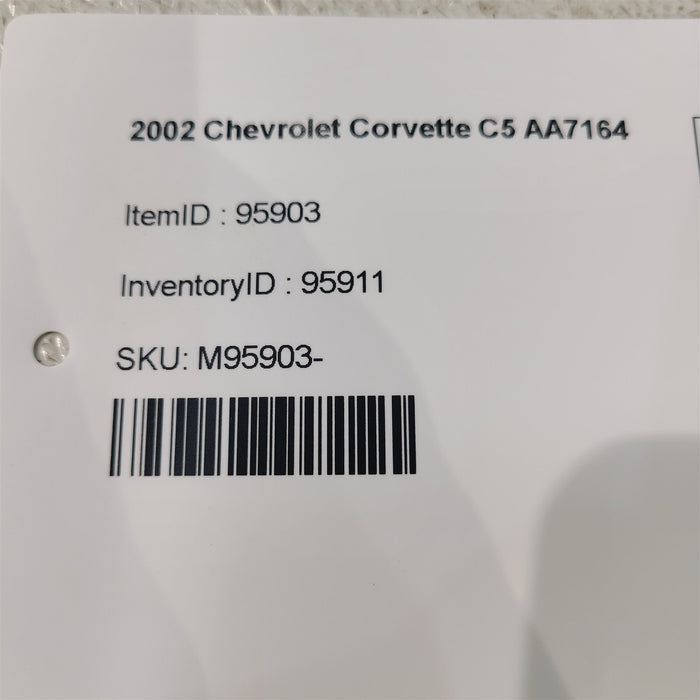 2002 Chevrolet Corvette C5 AA7164
ItemID : 95903
InventoryID : 95911
SKU: M95903-